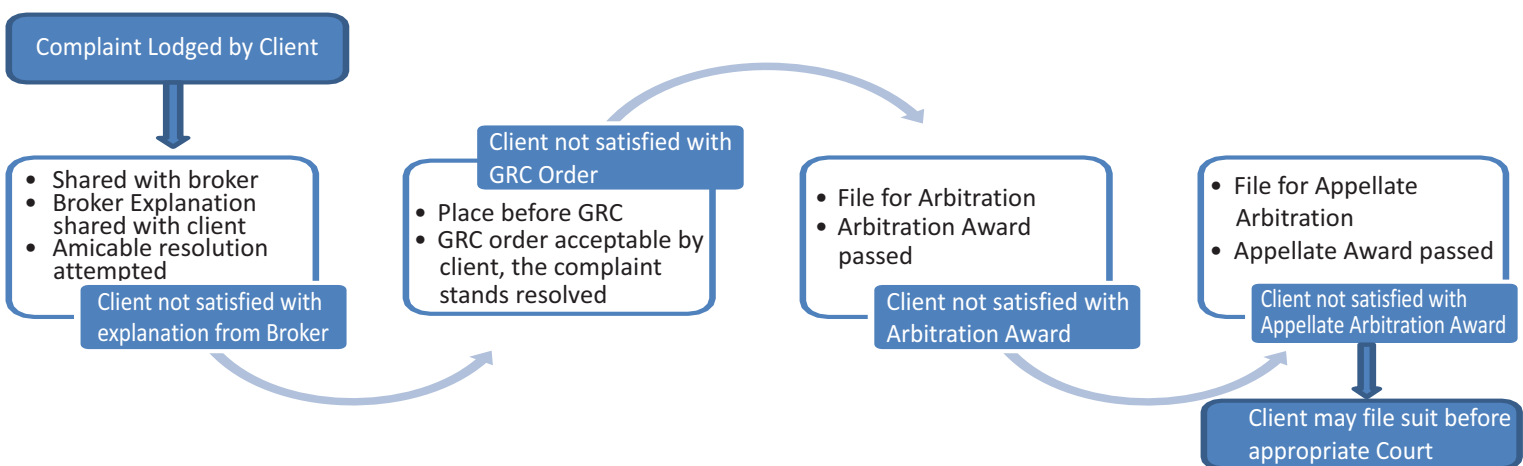 Complaint Lodged by Client
• Shared with broker
• Broker Explanation
shared with client
• Amicable resolution
attempted
Client not satisfied with
explanation from Broker
Client not satisfied with
GRC Order
• Place before GRC
• GRC order acceptable by
client, the complaint
stands resolved
• File for Arbitration
• Arbitration Award
passed
Client not satisfied with
Arbitration Award
• File for Appellate
Arbitration
• Appellate Award passed
Client not satisfied with
Appellate Arbitration Award
Client may file suit before
appropriate Court